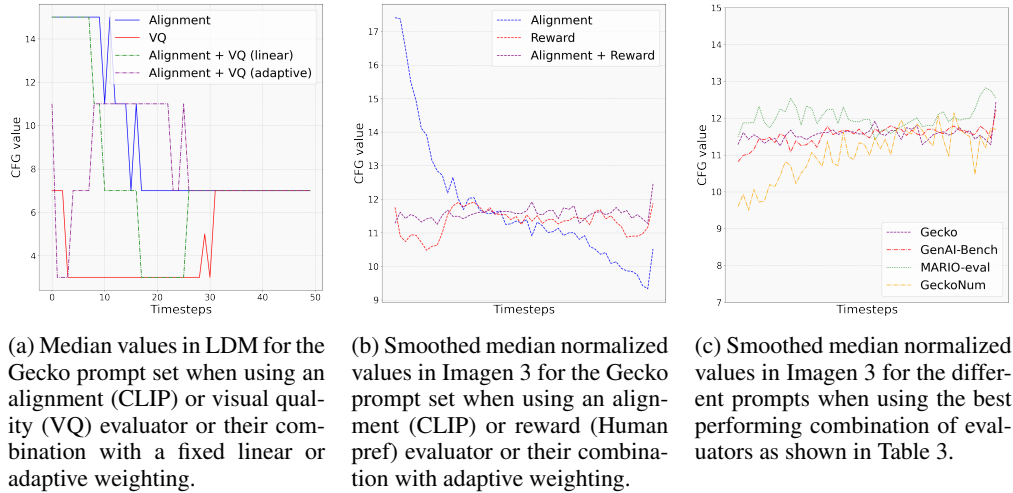 14
12
10
8
6
4
CFG value
0
10
20
30
40
50
Timesteps
Alignment
VQ
Alignment + VQ (linear)
Alignment + VQ (adaptive)
17
16
15
14
13
12
11
10
9
CFG value
Timesteps
Alignment
Reward
Alignment + Reward
15
14
13
12
11
10
9
8
7
CFG value
Timesteps
Gecko
GenAI-Bench
MARIO-eval
GeckoNum
(a) Median values in LDM for the
Gecko prompt set when using an
alignment (CLIP) or visual qual-
ity (VQ) evaluator or their com-
bination with a fixed linear or
adaptive weighting.
(b) Smoothed median normalized
values in Imagen 3 for the Gecko
prompt set when using an align-
ment (CLIP) or reward (Human
pref) evaluator or their combina-
tion with adaptive weighting.
(c) Smoothed median normalized
values in Imagen 3 for the differ-
ent prompts when using the best
performing combination of eval-
uators as shown in Table 3.